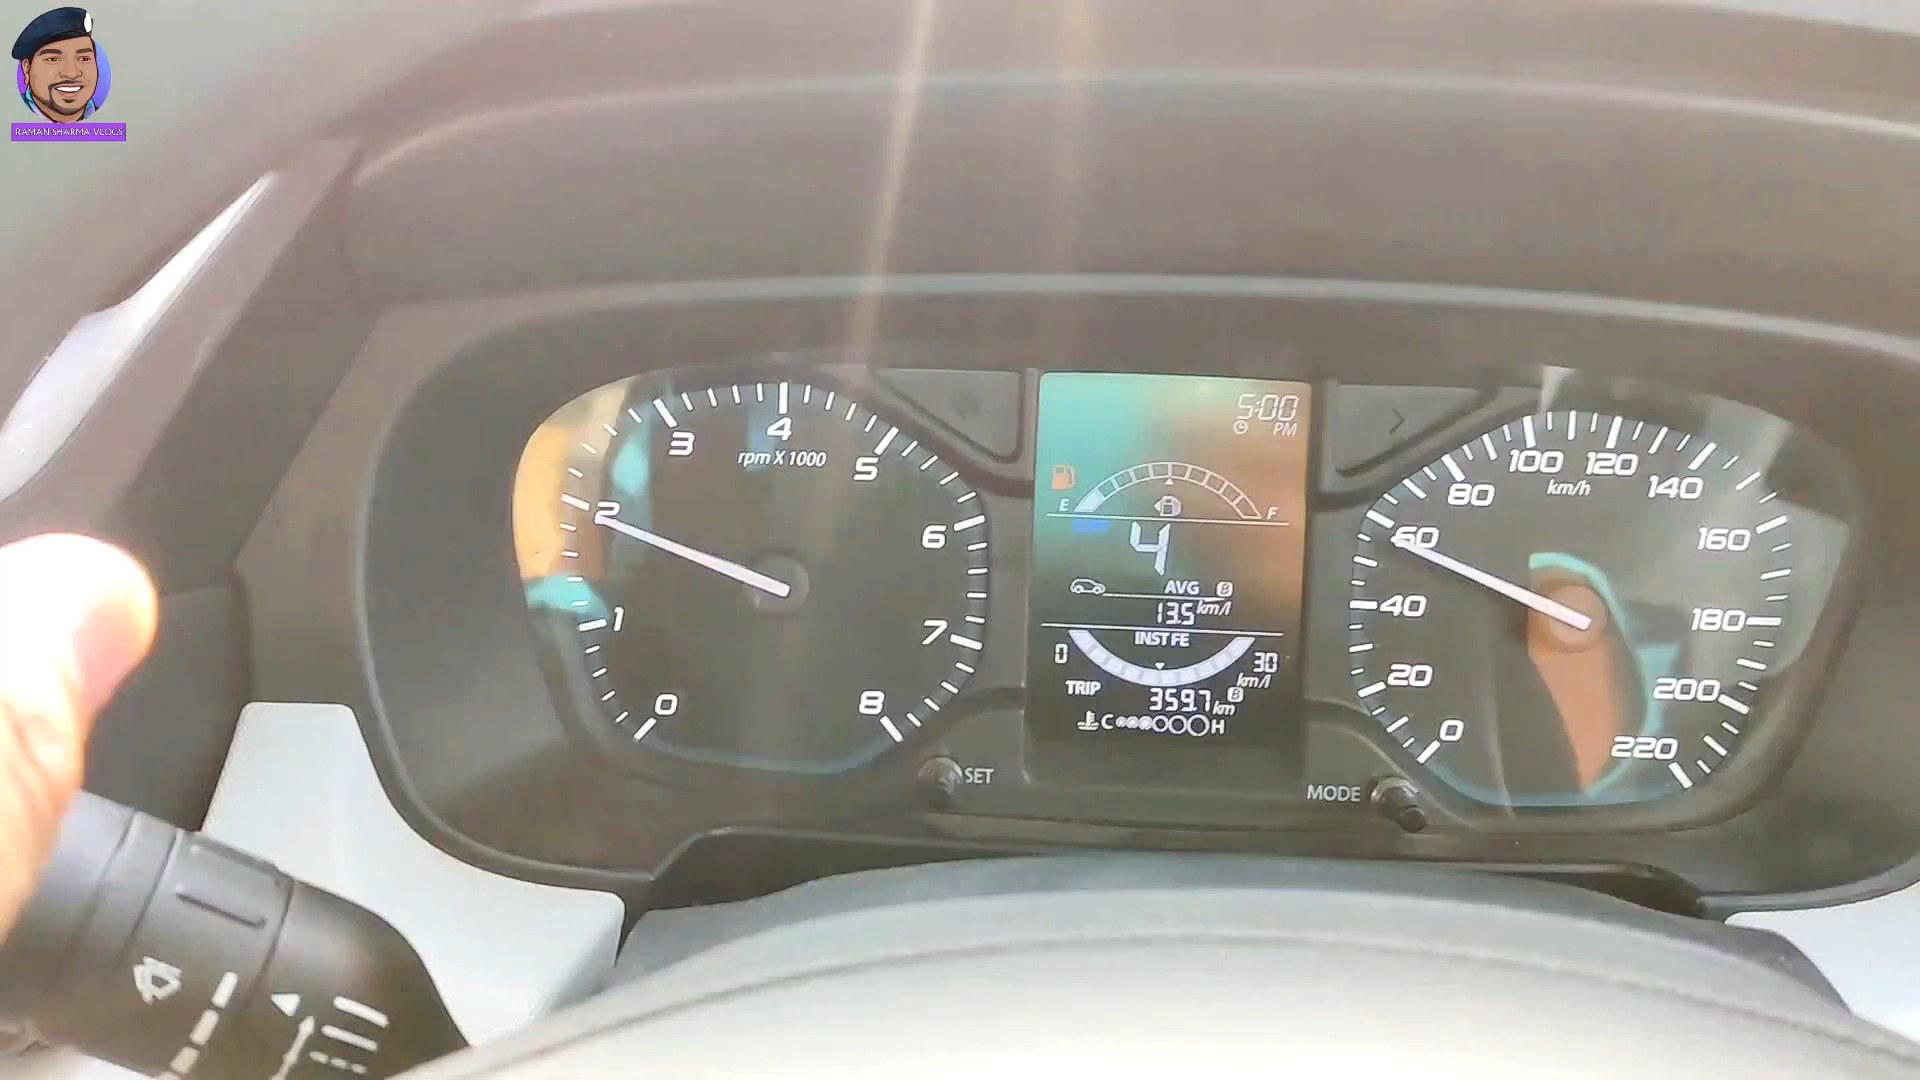 RAMAN SHARMA VLOGS
0 1 2 3 4 5 6 7 8
rpm X 1000
5:00
PM
E F
4
AVG B
13.5 km/l
INST FE
0 30
km/l
TRIP
359.7 km B
C H
SET
MODE
0 20 40 60 80 100 120 140 160 180 200 220
km/h